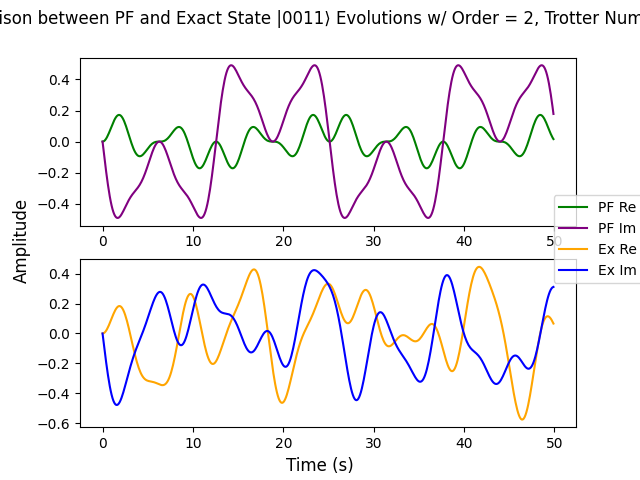 ison between PF and Exact State |0011⟩ Evolutions w/ Order = 2, Trotter Num
0.4
0.2
0.0
−0.2
−0.4
0 10 20 30 40 50
PF Re
PF Im
Ex Re
Ex Im
Amplitude
0.4
0.2
0.0
−0.2
−0.4
−0.6
0 10 20 30 40 50
Time (s)